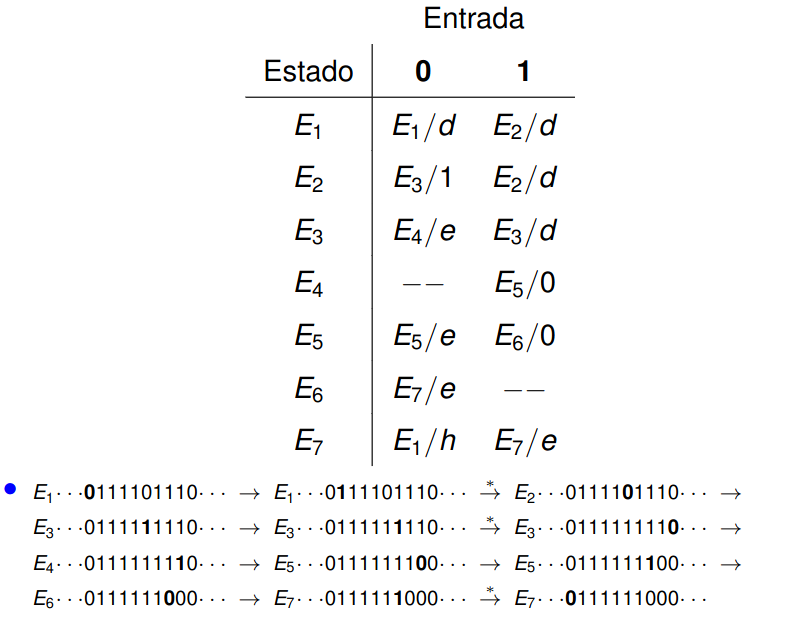 Entrada
Estado 0 1
E₁ E₁/d E₂/d
E₂ E₃/1 E₂/d
E₃ E₄/e E₃/d
E₄ −− E₅/0
E₅ E₅/e E₆/0
E₆ E₇/e −−
E₇ E₁/h E₇/e
• E₁···0111101110··· → E₁···0111101110··· →* E₂···0111101110··· →
E₃···0111111110··· → E₃···0111111110··· →* E₃···0111111110··· →
E₄···0111111110··· → E₅···0111111100··· → E₅···0111111100··· →
E₆···0111111000··· → E₇···0111111000··· →* E₇···0111111000···